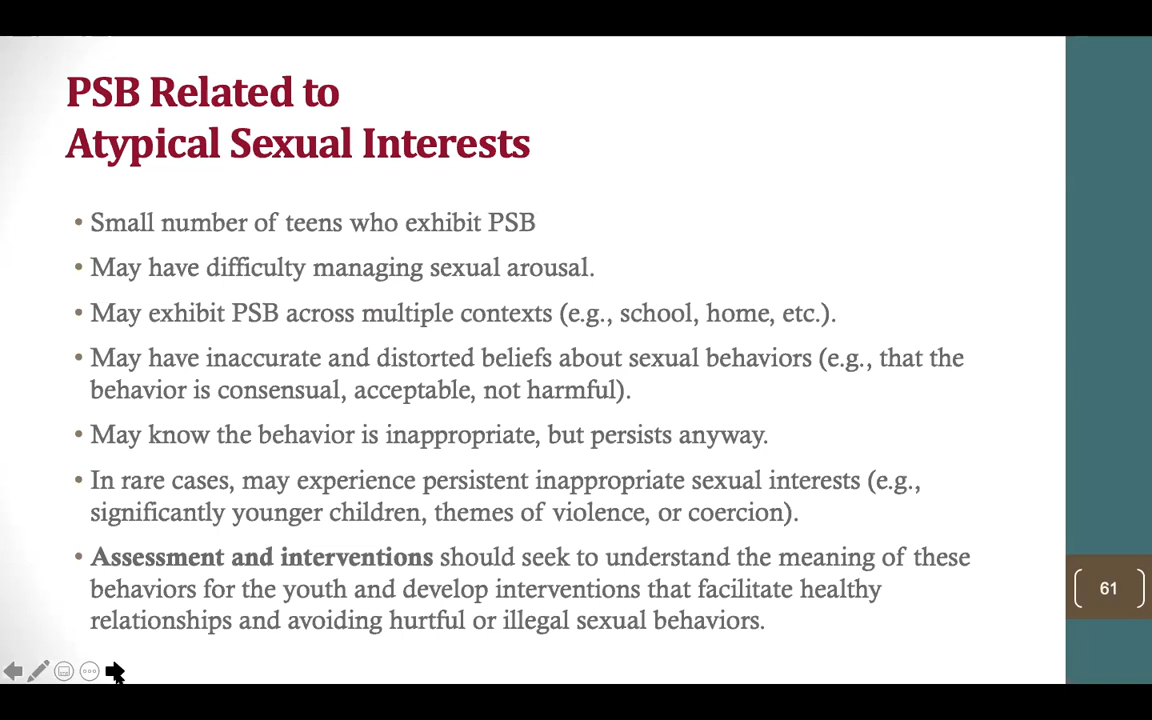 PSB Related to
Atypical Sexual Interests
• Small number of teens who exhibit PSB
• May have difficulty managing sexual arousal.
• May exhibit PSB across multiple contexts (e.g., school, home, etc.).
• May have inaccurate and distorted beliefs about sexual behaviors (e.g., that the
behavior is consensual, acceptable, not harmful).
• May know the behavior is inappropriate, but persists anyway.
• In rare cases, may experience persistent inappropriate sexual interests (e.g.,
significantly younger children, themes of violence, or coercion).
• Assessment and interventions should seek to understand the meaning of these
behaviors for the youth and develop interventions that facilitate healthy
relationships and avoiding hurtful or illegal sexual behaviors.
61